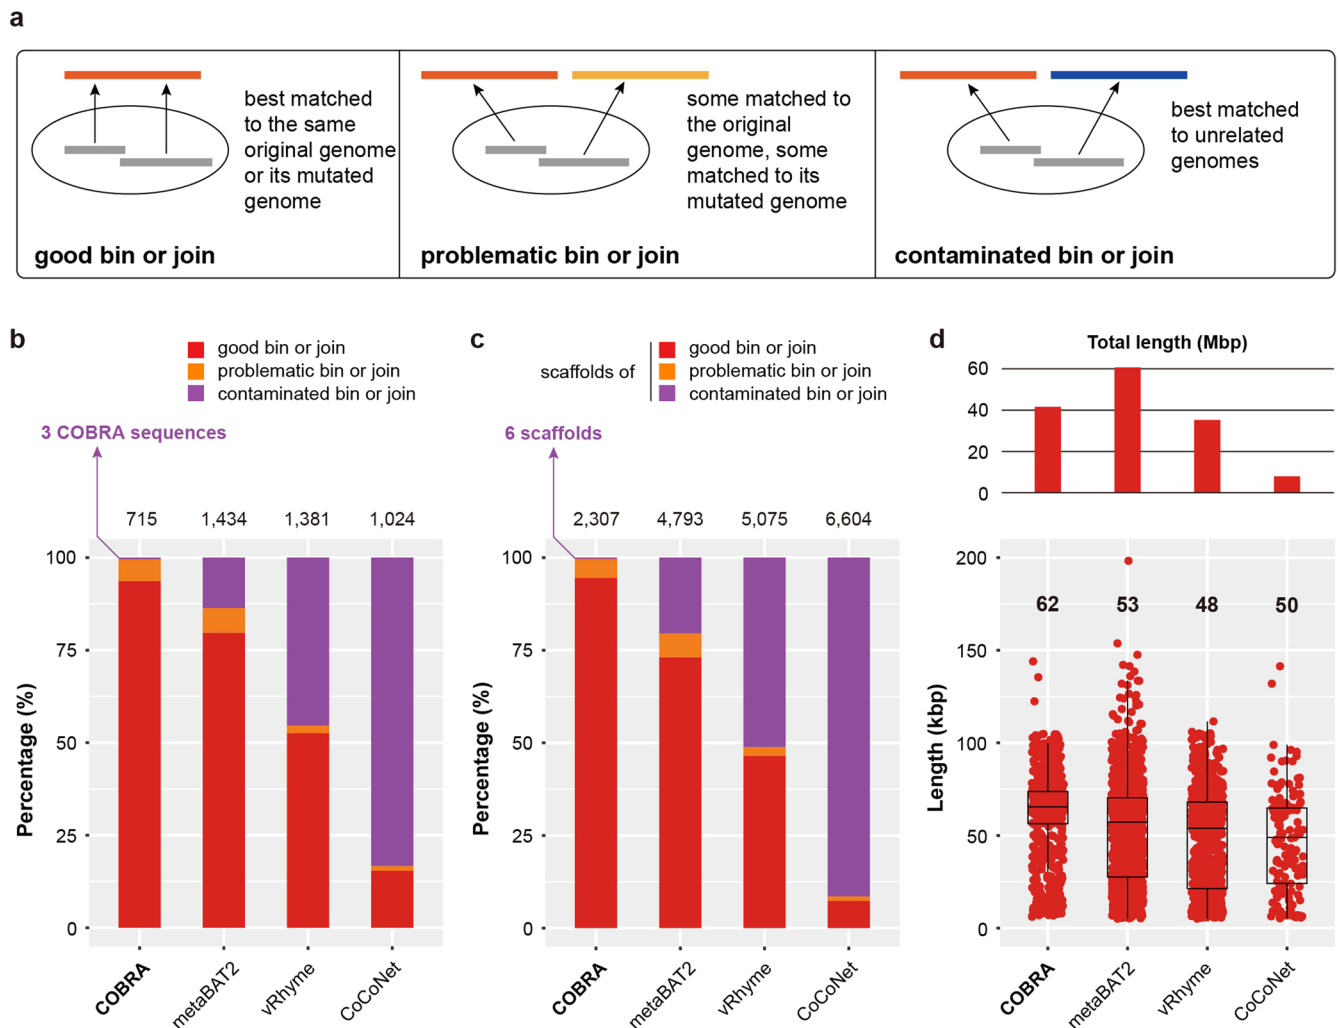 a
best matched
to the same
original genome
or its mutated
genome
good bin or join
some matched to
the original
genome, some
matched to its
mutated genome
problematic bin or join
best matched
to unrelated
genomes
contaminated bin or join
b
good bin or join
problematic bin or join
contaminated bin or join
3 COBRA sequences
715 1,434 1,381 1,024
100
75
50
25
0
Percentage (%)
COBRA metaBAT2 vRhyme CoCoNet
c
scaffolds of
good bin or join
problematic bin or join
contaminated bin or join
6 scaffolds
2,307 4,793 5,075 6,604
100
75
50
25
0
Percentage (%)
COBRA metaBAT2 vRhyme CoCoNet
d
Total length (Mbp)
60
40
20
0
200
62 53 48 50
150
100
50
0
Length (kbp)
COBRA metaBAT2 vRhyme CoCoNet